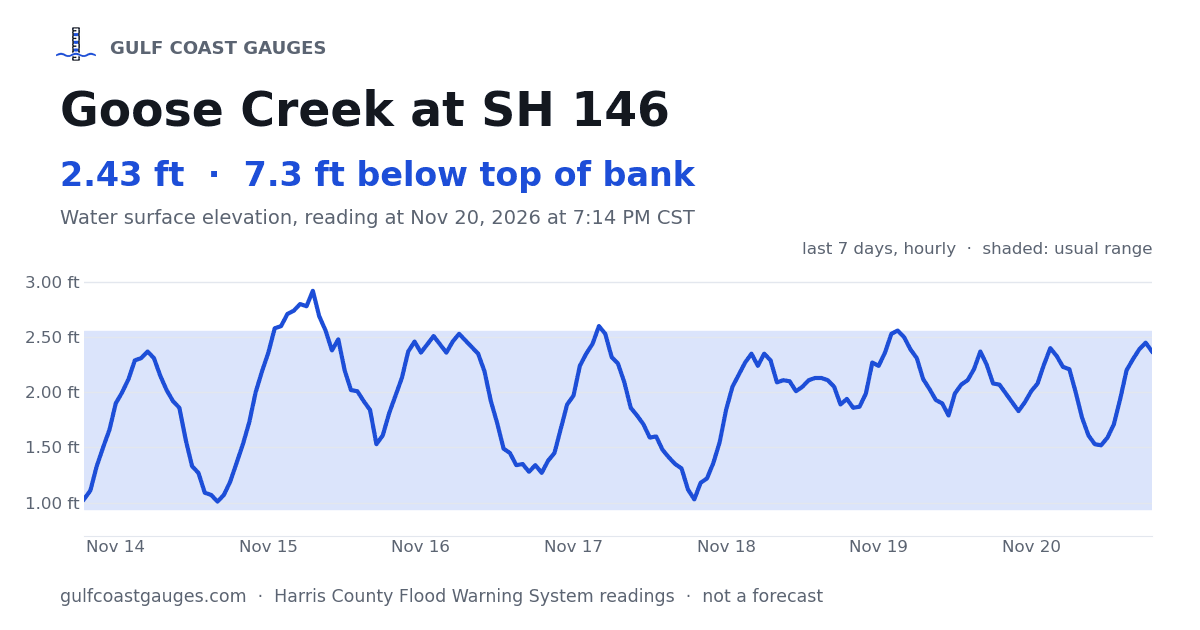 GULF COAST GAUGES
Goose Creek at SH 146
2.43 ft · 7.3 ft below top of bank
Water surface elevation, reading at Nov 20, 2026 at 7:14 PM CST
last 7 days, hourly · shaded: usual range
3.00 ft
2.50 ft
2.00 ft
1.50 ft
1.00 ft
Nov 14 Nov 15 Nov 16 Nov 17 Nov 18 Nov 19 Nov 20
gulfcoastgauges.com · Harris County Flood Warning System readings · not a forecast